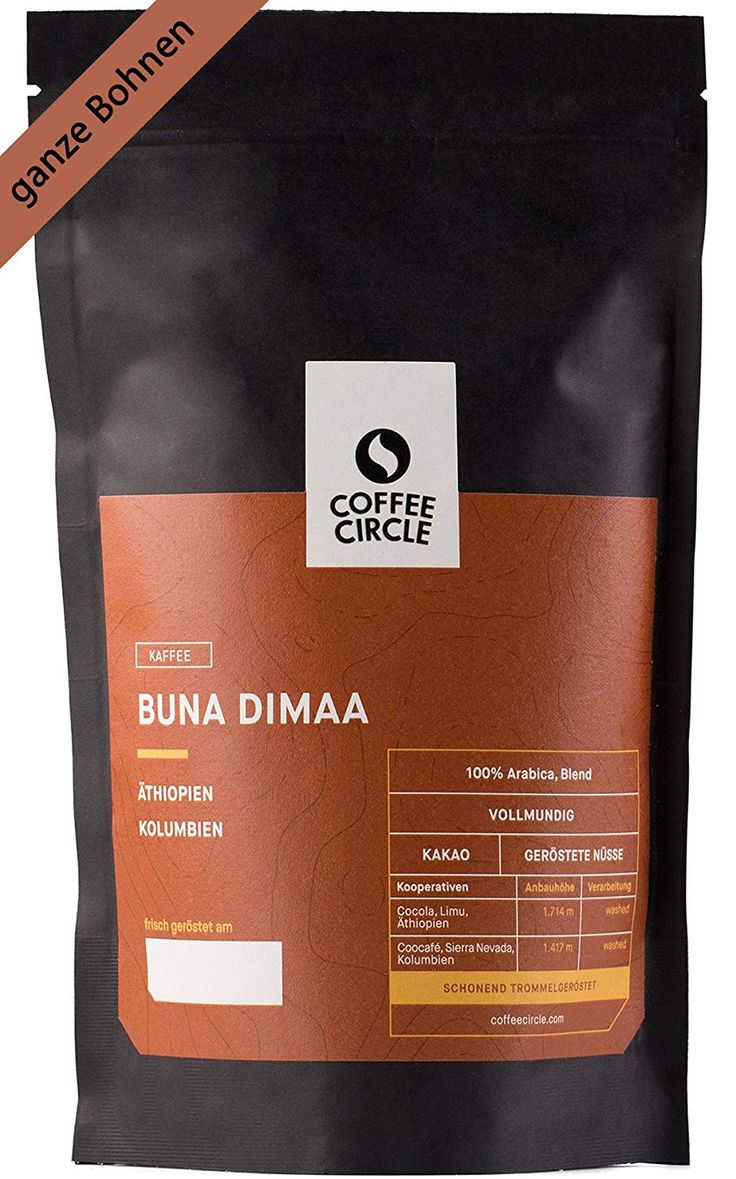 ganze Bohnen
COFFEE
CIRCLE
KAFFEE
BUNA DIMAA
ÄTHIOPIEN
KOLUMBIEN
frisch geröstet am
100% Arabica, Blend
VOLLMUNDIG
KAKAO GERÖSTETE NÜSSE
Kooperativen Anbauhöhe Verarbeitung
Cocola, Limu, 1.714 m washed
Äthiopien
Coocafé, Sierra Nevada, 1.417 m washed
Kolumbien
SCHONEND TROMMELGERÖSTET
coffeecircle.com